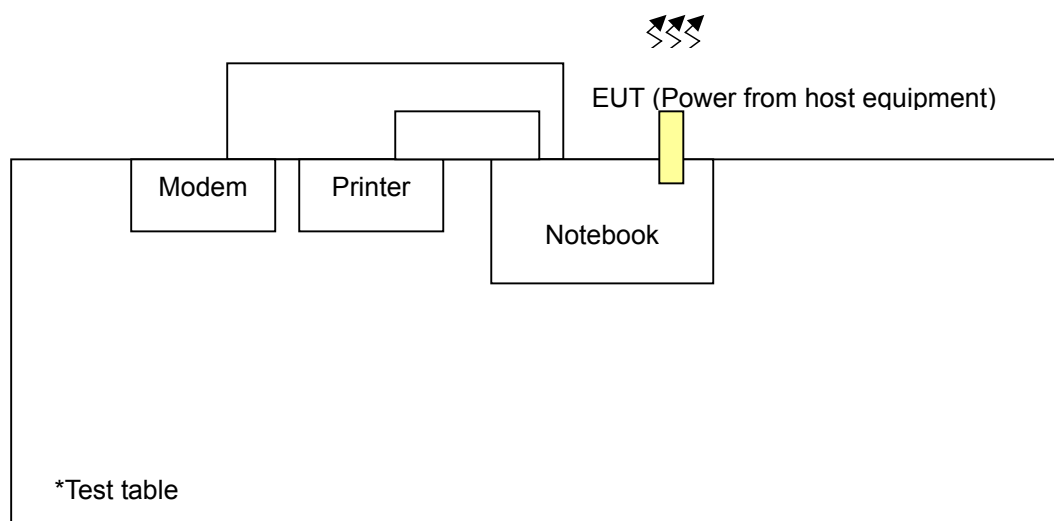 EUT (Power from host equipment)
Modem
Printer
Notebook
*Test table